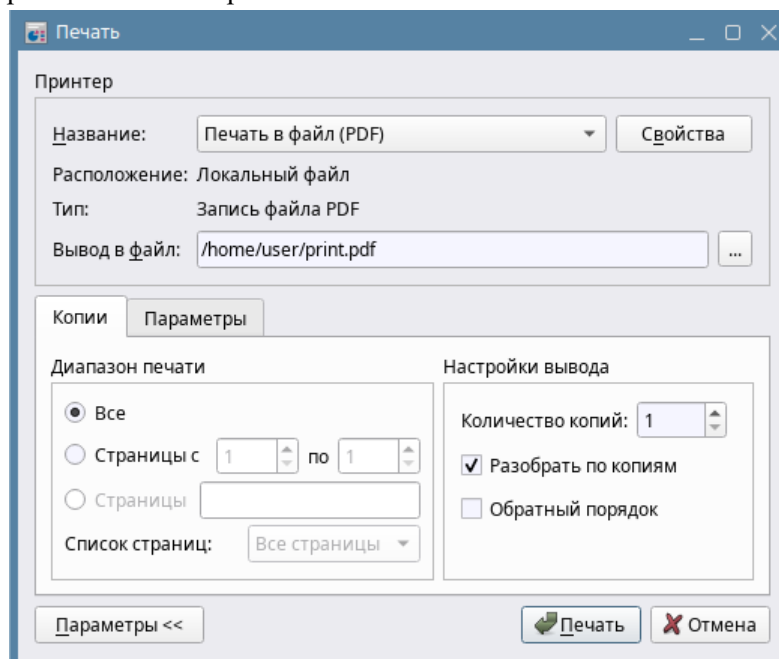 Печать
Принтер
Название: Печать в файл (PDF) Свойства
Расположение: Локальный файл
Тип: Запись файла PDF
Вывод в файл: /home/user/print.pdf ...
Копии Параметры
Диапазон печати
Все
Страницы с 1 по 1
Страницы
Список страниц: Все страницы
Настройки вывода
Количество копий: 1
Разобрать по копиям
Обратный порядок
Параметры << Печать Отмена